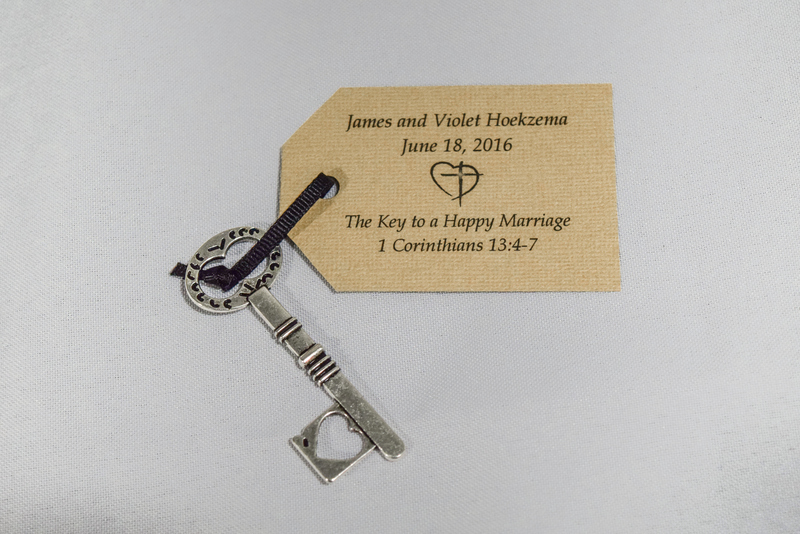 James and Violet Hoekzema
June 18, 2016
The Key to a Happy Marriage
1 Corinthians 13:4-7